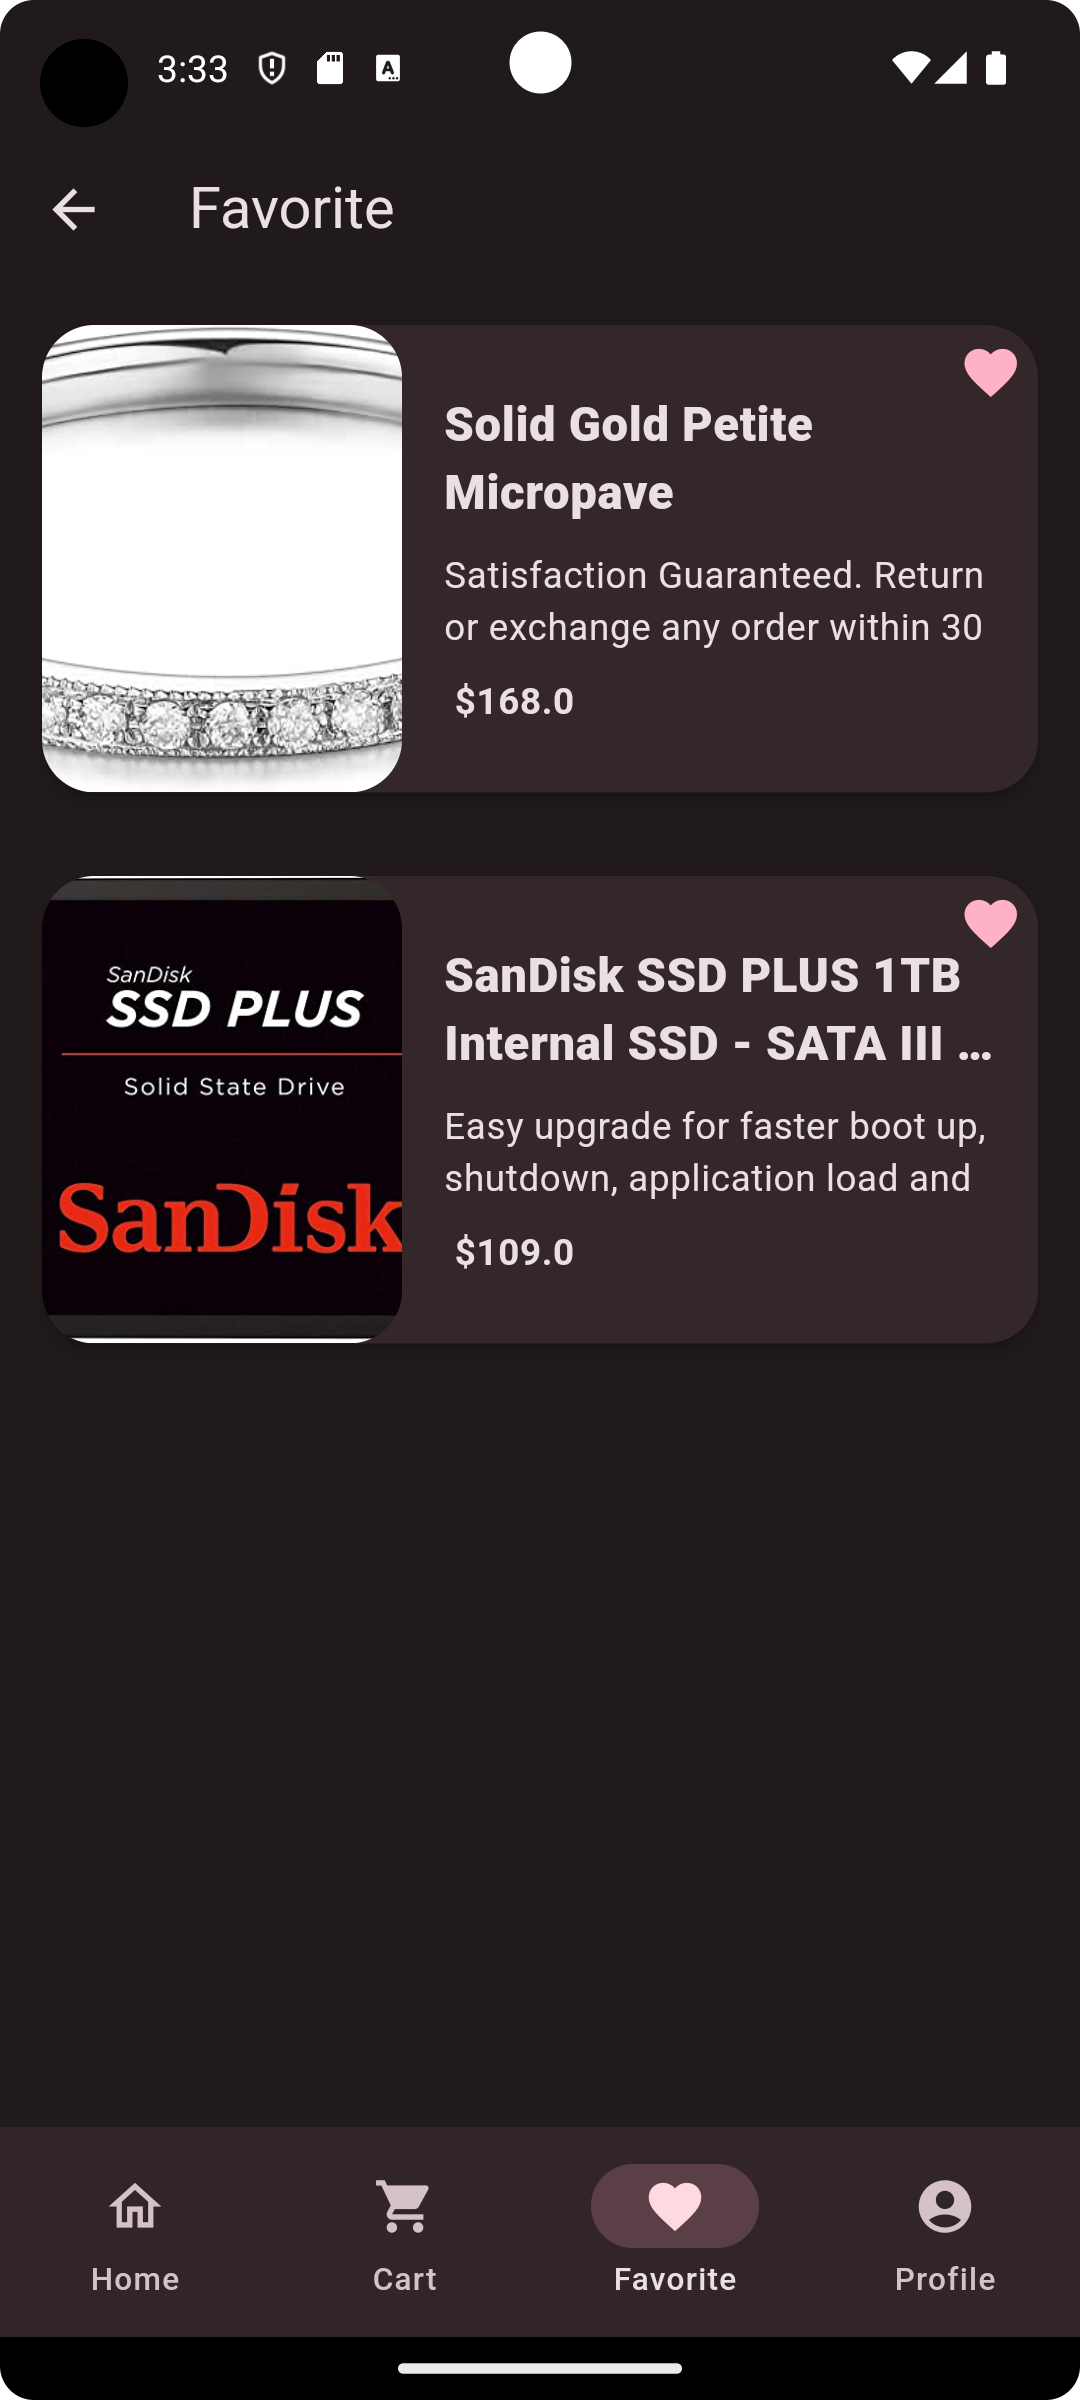 3:33
Favorite
Solid Gold Petite
Micropave
Satisfaction Guaranteed. Return
or exchange any order within 30
$168.0
SanDisk
SSD PLUS
Solid State Drive
SanDisk
SanDisk SSD PLUS 1TB
Internal SSD - SATA III …
Easy upgrade for faster boot up,
shutdown, application load and
$109.0
Home
Cart
Favorite
Profile